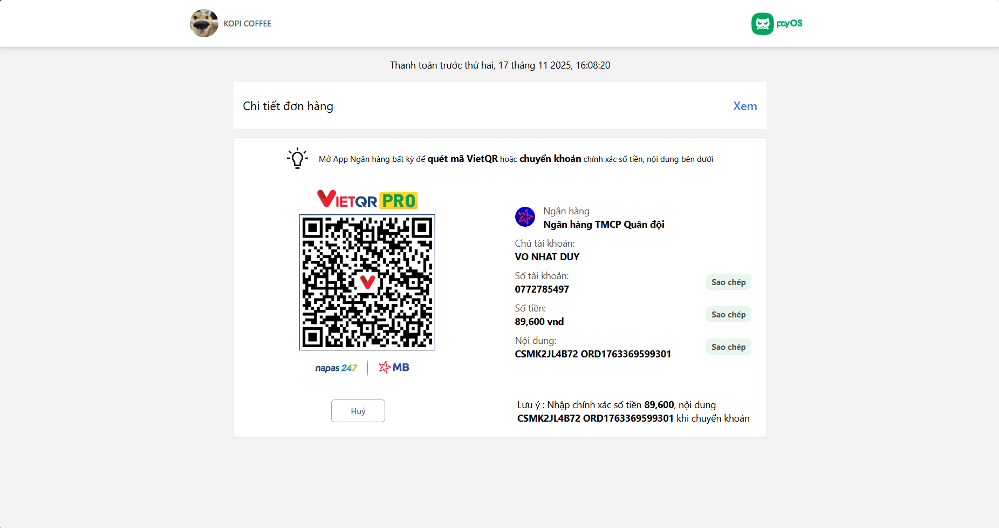 KOPI COFFEE
payOS
Thanh toán trước thứ hai, 17 tháng 11 2025, 16:08:20
Chi tiết đơn hàng
Xem
Mở App Ngân hàng bất kỳ để quét mã VietQR hoặc chuyển khoản chính xác số tiền, nội dung bên dưới
VIETQR PRO
napas 247
MB
Huỷ
Ngân hàng
Ngân hàng TMCP Quân đội
Chủ tài khoản:
VO NHAT DUY
Số tài khoản:
0772785497
Sao chép
Số tiền:
89,600 vnd
Sao chép
Nội dung:
CSMK2JL4B72 ORD1763369599301
Sao chép
Lưu ý : Nhập chính xác số tiền 89,600, nội dung
CSMK2JL4B72 ORD1763369599301 khi chuyển khoản